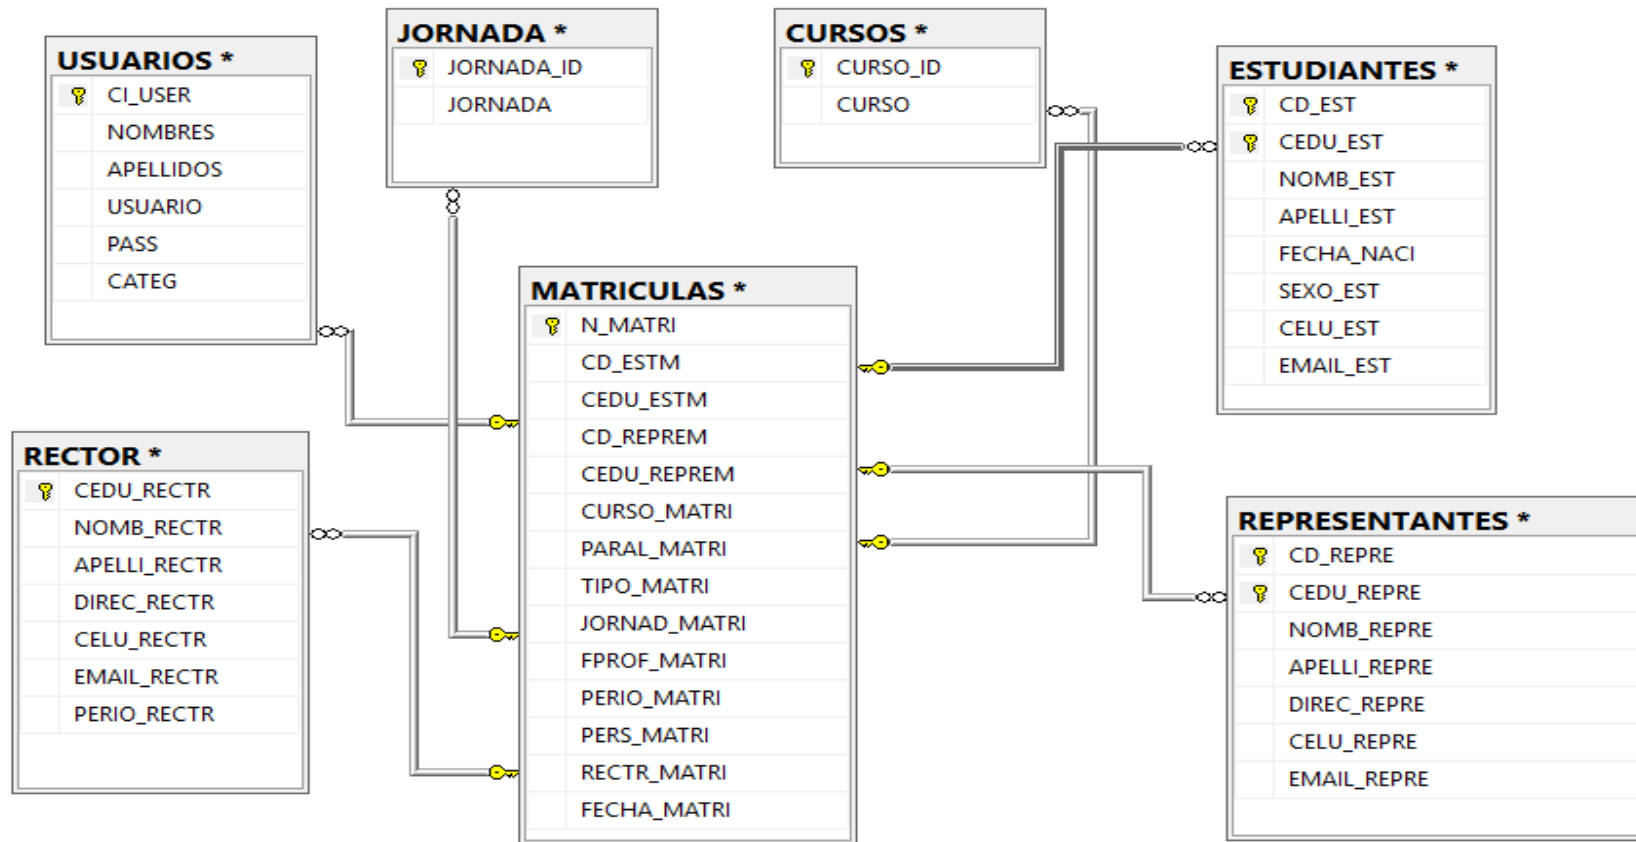 USUARIOS *
CI_USER
NOMBRES
APELLIDOS
USUARIO
PASS
CATEG
JORNADA *
JORNADA_ID
JORNADA
CURSOS *
CURSO_ID
CURSO
ESTUDIANTES *
CD_EST
CEDU_EST
NOMB_EST
APELLI_EST
FECHA_NACI
SEXO_EST
CELU_EST
EMAIL_EST
MATRICULAS *
N_MATRI
CD_ESTM
CEDU_ESTM
CD_REPREM
CEDU_REPREM
CURSO_MATRI
PARAL_MATRI
TIPO_MATRI
JORNAD_MATRI
FPROF_MATRI
PERIO_MATRI
PERS_MATRI
RECTR_MATRI
FECHA_MATRI
RECTOR *
CEDU_RECTR
NOMB_RECTR
APELLI_RECTR
DIREC_RECTR
CELU_RECTR
EMAIL_RECTR
PERIO_RECTR
REPRESENTANTES *
CD_REPRE
CEDU_REPRE
NOMB_REPRE
APELLI_REPRE
DIREC_REPRE
CELU_REPRE
EMAIL_REPRE